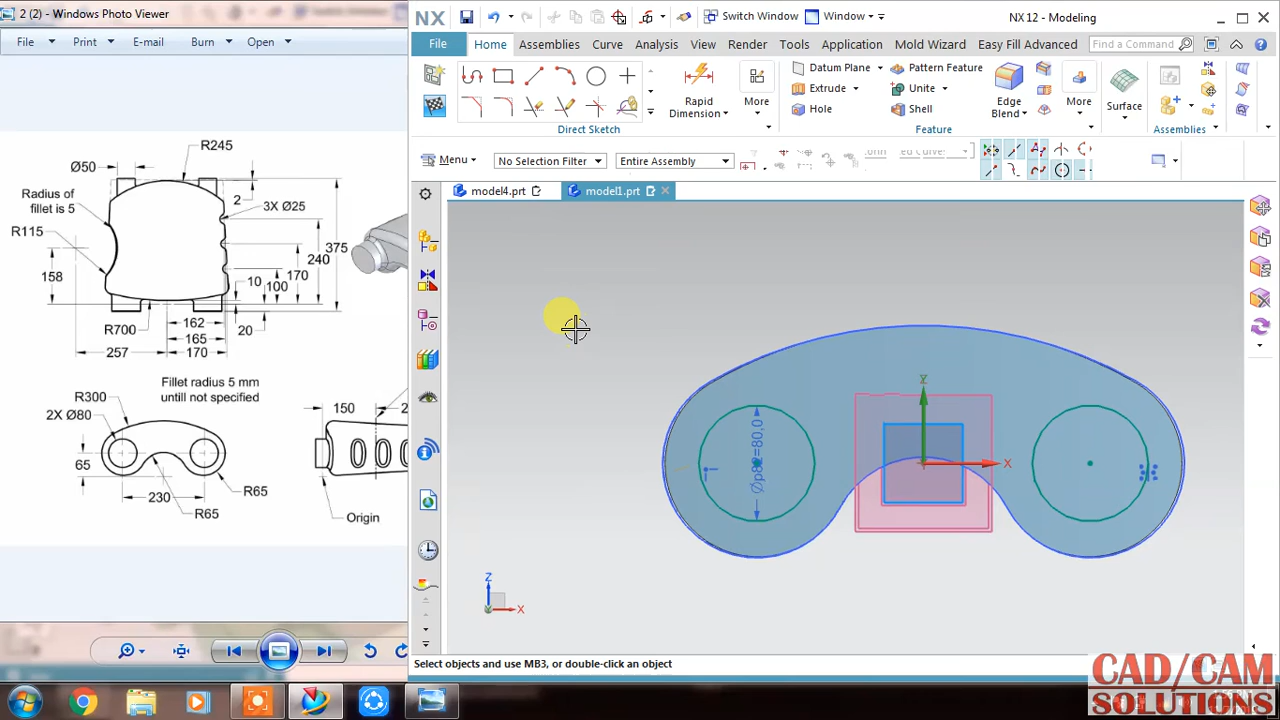 2 (2) - Windows Photo Viewer
File
Print
E-mail
Burn
Open
NX
Switch Window
Window
NX 12 - Modeling
File
Home
Assemblies
Curve
Analysis
View
Render
Tools
Application
Mold Wizard
Easy Fill Advanced
Find a Command
Rapid
Dimension
More
Datum Plane
Extrude
Hole
Pattern Feature
Unite
Shell
Edge
Blend
More
Surface
Direct Sketch
Feature
Assemblies
Menu
No Selection Filter
Entire Assembly
model4.prt
model1.prt
Ø50
R245
Radius of
fillet is 5
2
3X Ø25
R115
375
240
170
158
10
100
R700
162
20
165
257
170
Fillet radius 5 mm
untill not specified
R300
2X Ø80
65
230
R65
R65
150
2
Origin
Øp82=80,0
Y
X
Z
X
Select objects and use MB3, or double-click an object
CAD/CAM
SOLUTIONS